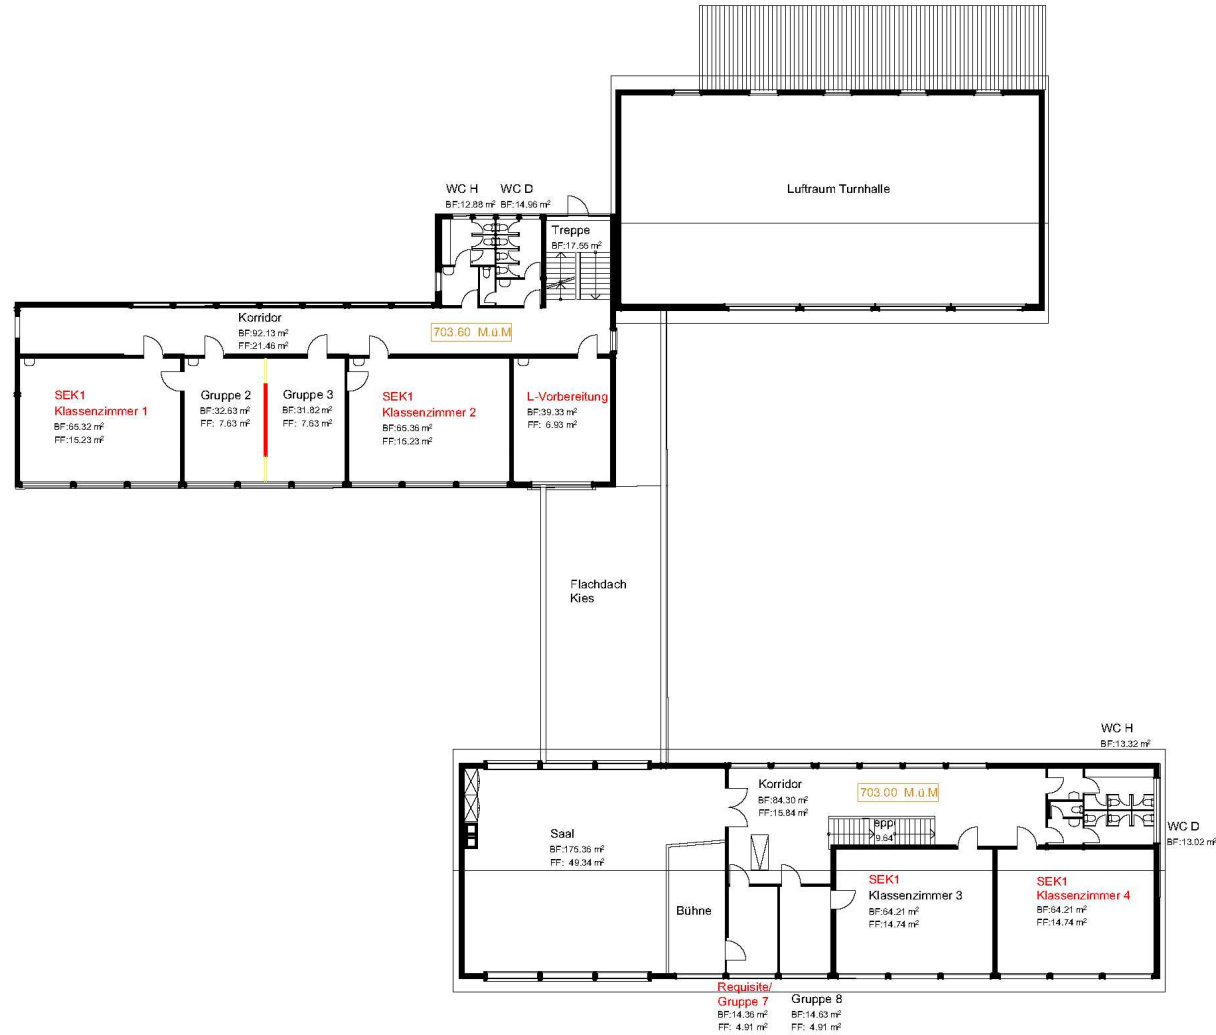 Luftraum Turnhalle
WC H
BF:12.88 m²
WC D
BF:14.96 m²
Treppe
BF:17.55 m²
Korridor
BF:92.13 m²
FF:21.46 m²
703.60 M.ü.M
SEK1
Klassenzimmer 1
BF:65.32 m²
FF:15.23 m²
Gruppe 2
BF:32.63 m²
FF: 7.63 m²
Gruppe 3
BF:31.82 m²
FF: 7.63 m²
SEK1
Klassenzimmer 2
BF:65.36 m²
FF:15.23 m²
L-Vorbereitung
BF:39.33 m²
FF: 6.93 m²
Flachdach
Kies
WC H
BF:13.32 m²
Korridor
BF:84.30 m²
FF:15.84 m²
703.00 M.ü.M
WC D
BF:13.02 m²
Saal
BF:175.36 m²
FF: 49.34 m²
9.64
Bühne
SEK1
Klassenzimmer 3
BF:64.21 m²
FF:14.74 m²
SEK1
Klassenzimmer 4
BF:64.21 m²
FF:14.74 m²
Requisite/
Gruppe 7
BF:14.36 m²
FF: 4.91 m²
Gruppe 8
BF:14.63 m²
FF: 4.91 m²